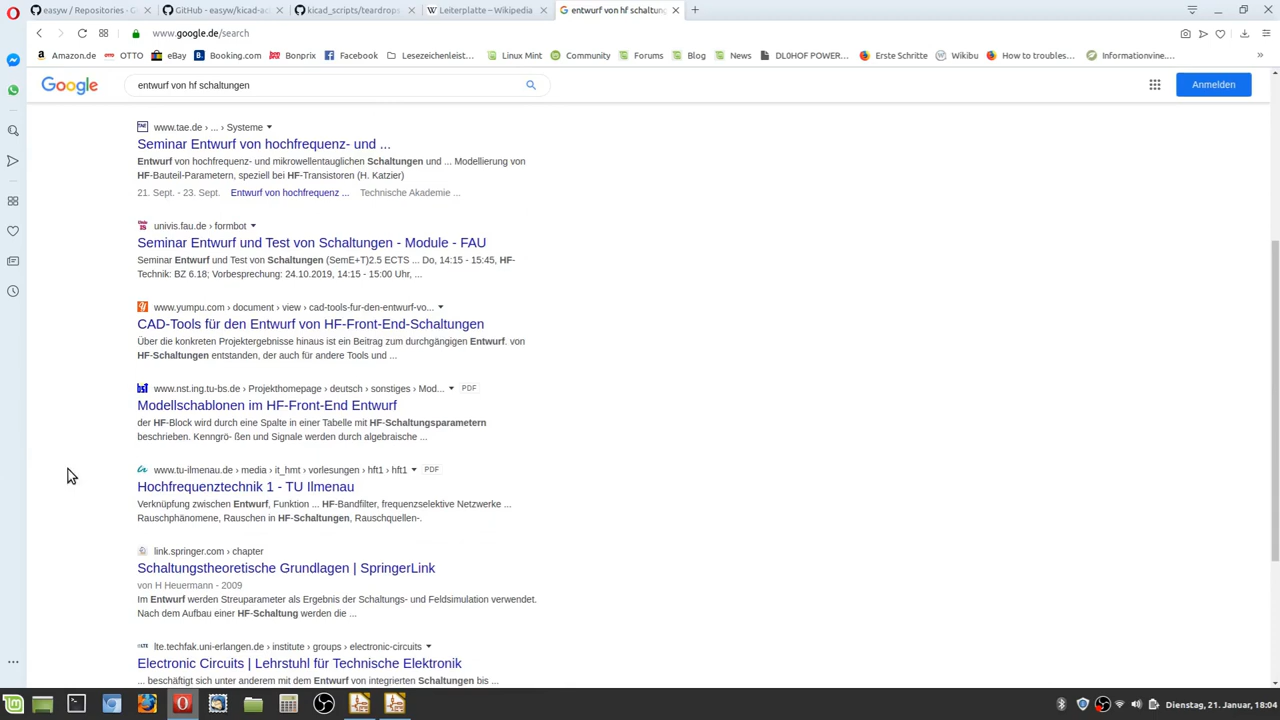 easyw / Repositories · G
GitHub - easyw/kicad-ac
kicad_scripts/teardrops
Leiterplatte – Wikipedia
entwurf von hf schaltung
www.google.de/search
Amazon.de
OTTO
eBay
Booking.com
Bonprix
Facebook
Lesezeichenleist...
Linux Mint
Community
Forums
Blog
News
DL0HOF POWER...
Erste Schritte
Wikibu
How to troubles...
Informationvine....
Google
entwurf von hf schaltungen
Anmelden
www.tae.de › ... › Systeme
Seminar Entwurf von hochfrequenz- und ...
Entwurf von hochfrequenz- und mikrowellentauglichen Schaltungen und ... Modellierung von
HF-Bauteil-Parametern, speziell bei HF-Transistoren (H. Katzier)
21. Sept. - 23. Sept. Entwurf von hochfrequenz ... Technische Akademie ...
univis.fau.de › formbot
Seminar Entwurf und Test von Schaltungen - Module - FAU
Seminar Entwurf und Test von Schaltungen (SemE+T)2.5 ECTS ... Do, 14:15 - 15:45, HF-
Technik: BZ 6.18; Vorbesprechung: 24.10.2019, 14:15 - 15:00 Uhr, ...
www.yumpu.com › document › view › cad-tools-fur-den-entwurf-vo...
CAD-Tools für den Entwurf von HF-Front-End-Schaltungen
Über die konkreten Projektergebnisse hinaus ist ein Beitrag zum durchgängigen Entwurf. von
HF-Schaltungen entstanden, der auch für andere Tools und ...
www.nst.ing.tu-bs.de › Projekthomepage › deutsch › sonstiges › Mod... PDF
Modellschablonen im HF-Front-End Entwurf
der HF-Block wird durch eine Spalte in einer Tabelle mit HF-Schaltungsparametern
beschrieben. Kenngrö- ßen und Signale werden durch algebraische ...
www.tu-ilmenau.de › media › it_hmt › vorlesungen › hft1 › hft1 PDF
Hochfrequenztechnik 1 - TU Ilmenau
Verknüpfung zwischen Entwurf, Funktion ... HF-Bandfilter, frequenzselektive Netzwerke ...
Rauschphänomene, Rauschen in HF-Schaltungen, Rauschquellen-.
link.springer.com › chapter
Schaltungstheoretische Grundlagen | SpringerLink
von H Heuermann - 2009
Im Entwurf werden Streuparameter als Ergebnis der Schaltungs- und Feldsimulation verwendet.
Nach dem Aufbau einer HF-Schaltung werden die ...
lte.techfak.uni-erlangen.de › institute › groups › electronic-circuits
Electronic Circuits | Lehrstuhl für Technische Elektronik
... beschäftigt sich unter anderem mit dem Entwurf von integrierten Schaltungen bis ...
Dienstag, 21. Januar, 18:04